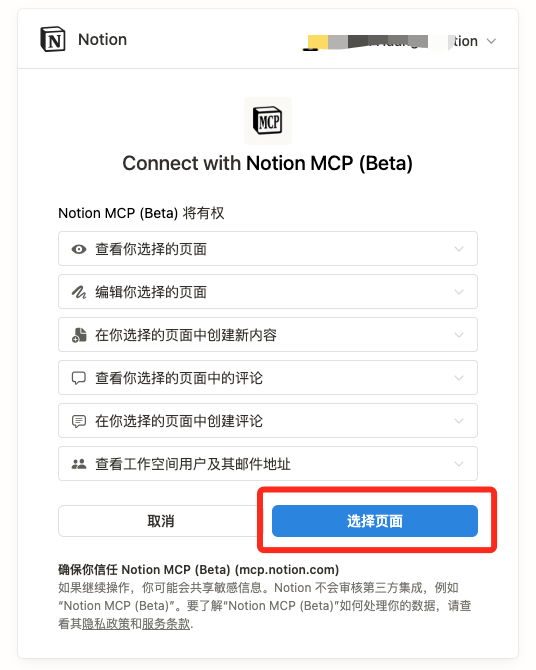 Notion
tion
MCP
Connect with Notion MCP (Beta)
Notion MCP (Beta) 将有权
查看你选择的页面
编辑你选择的页面
在你选择的页面中创建新内容
查看你选择的页面中的评论
在你选择的页面中创建评论
查看工作空间用户及其邮件地址
取消
选择页面
确保你信任 Notion MCP (Beta) (mcp.notion.com)
如果继续操作，你可能会共享敏感信息。Notion 不会审核第三方集成，例如
“Notion MCP (Beta)”。要了解“Notion MCP (Beta)”如何处理你的数据，请查
看其隐私政策和服务条款.